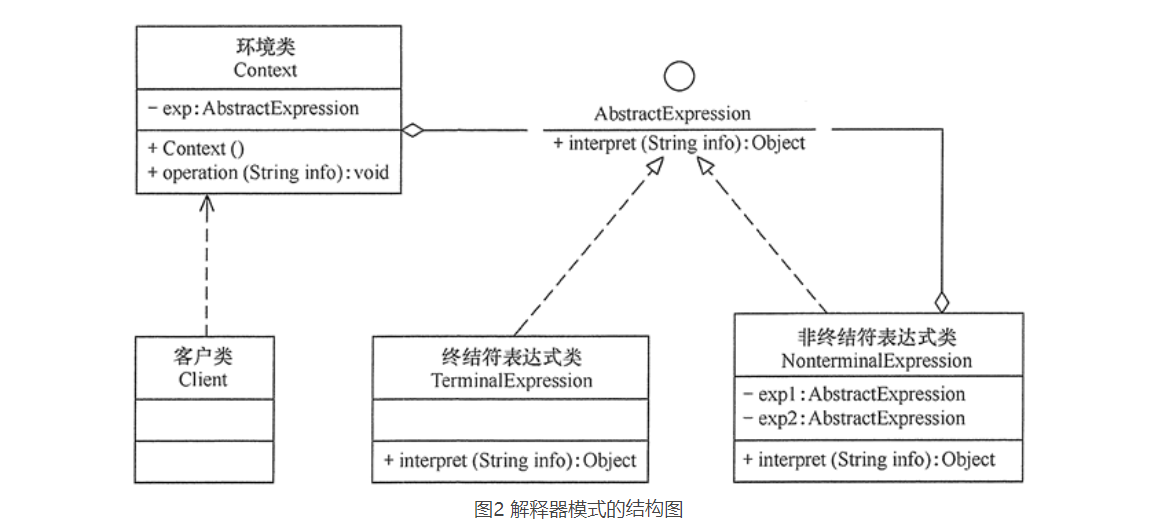 环境类
Context
- exp:AbstractExpression
+ Context ()
+ operation (String info):void
AbstractExpression
+ interpret (String info):Object
客户类
Client
终结符表达式类
TerminalExpression
+ interpret (String info):Object
非终结符表达式类
NonterminalExpression
- exp1:AbstractExpression
- exp2:AbstractExpression
+ interpret (String info):Object
图2 解释器模式的结构图